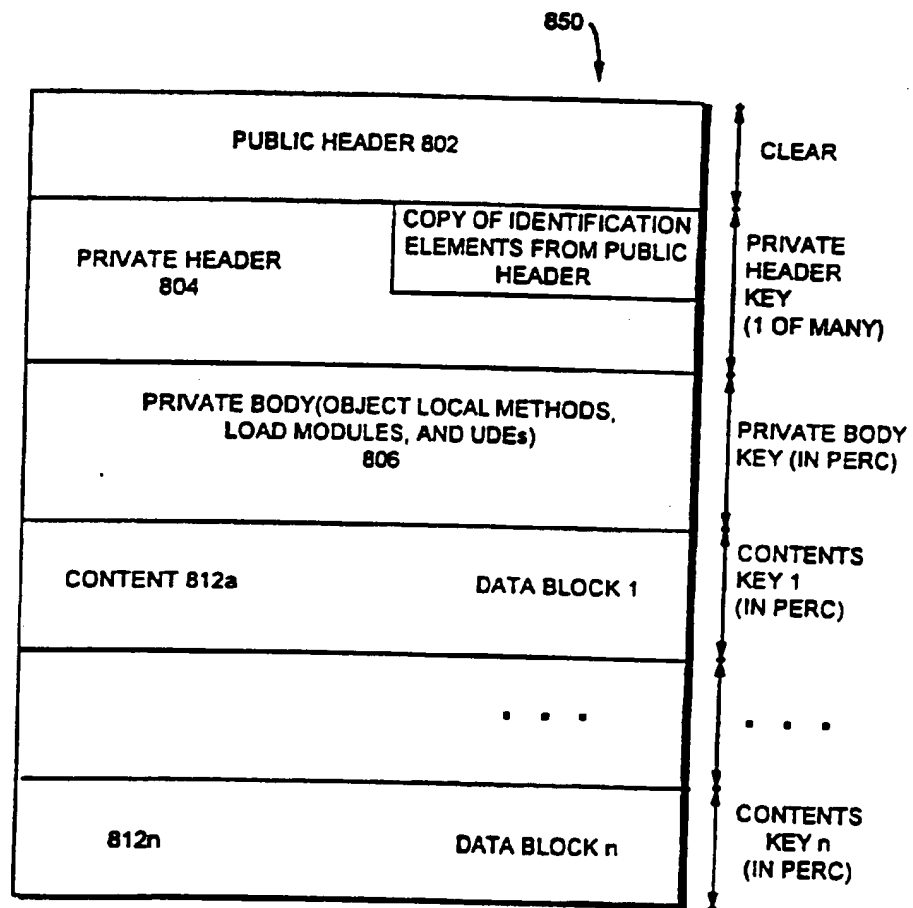 850
PUBLIC HEADER 802
CLEAR
COPY OF IDENTIFICATION
ELEMENTS FROM PUBLIC
HEADER
PRIVATE HEADER
804
PRIVATE
HEADER
KEY
(1 OF MANY)
PRIVATE BODY(OBJECT LOCAL METHODS,
LOAD MODULES, AND UDEs)
806
PRIVATE BODY
KEY (IN PERC)
CONTENT 812a
DATA BLOCK 1
CONTENTS
KEY 1
(IN PERC)
. . .
. . .
812n
DATA BLOCK n
CONTENTS
KEY n
(IN PERC)